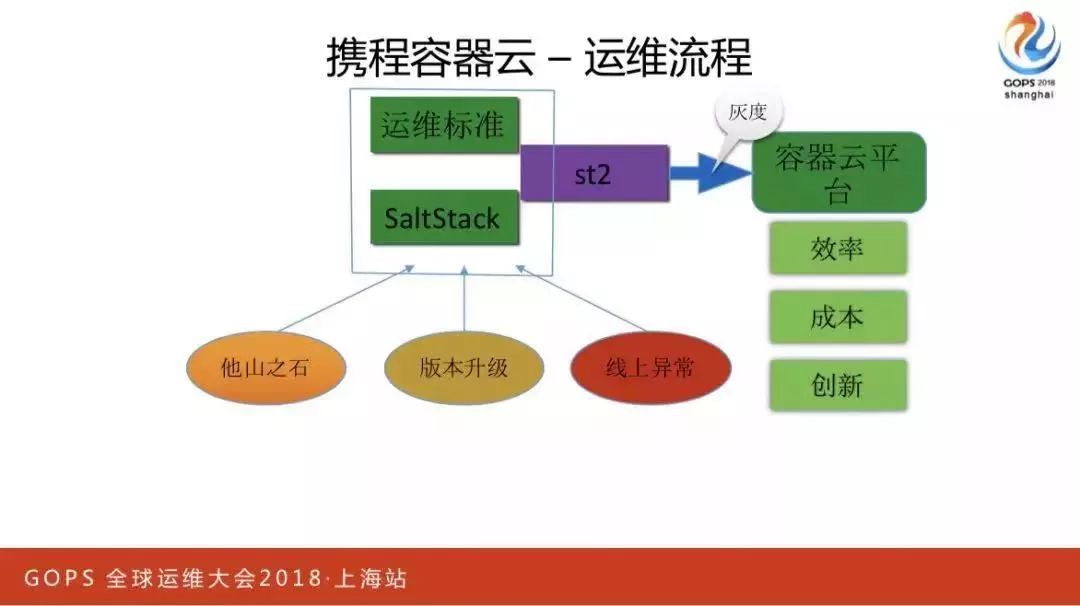 携程容器云 – 运维流程
GOPS 2018
shanghai
灰度
运维标准
st2
容器云平
台
SaltStack
效率
成本
创新
他山之石
版本升级
线上异常
GOPS 全球运维大会2018·上海站